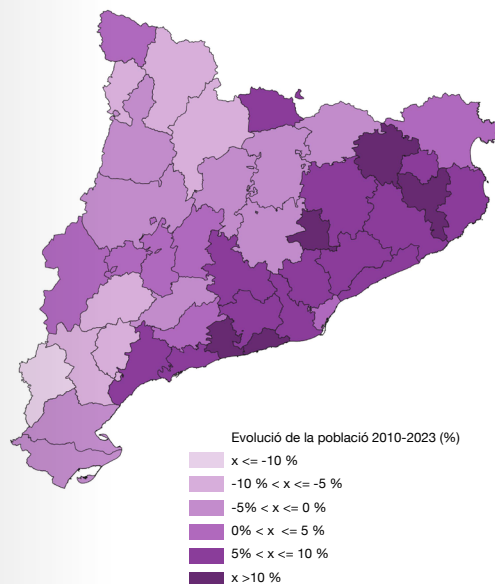 Evolució de la població 2010-2023 (%)
x <= -10 %
-10 % < x <= -5 %
-5% < x <= 0 %
0% < x <= 5 %
5% < x <= 10 %
x >10 %